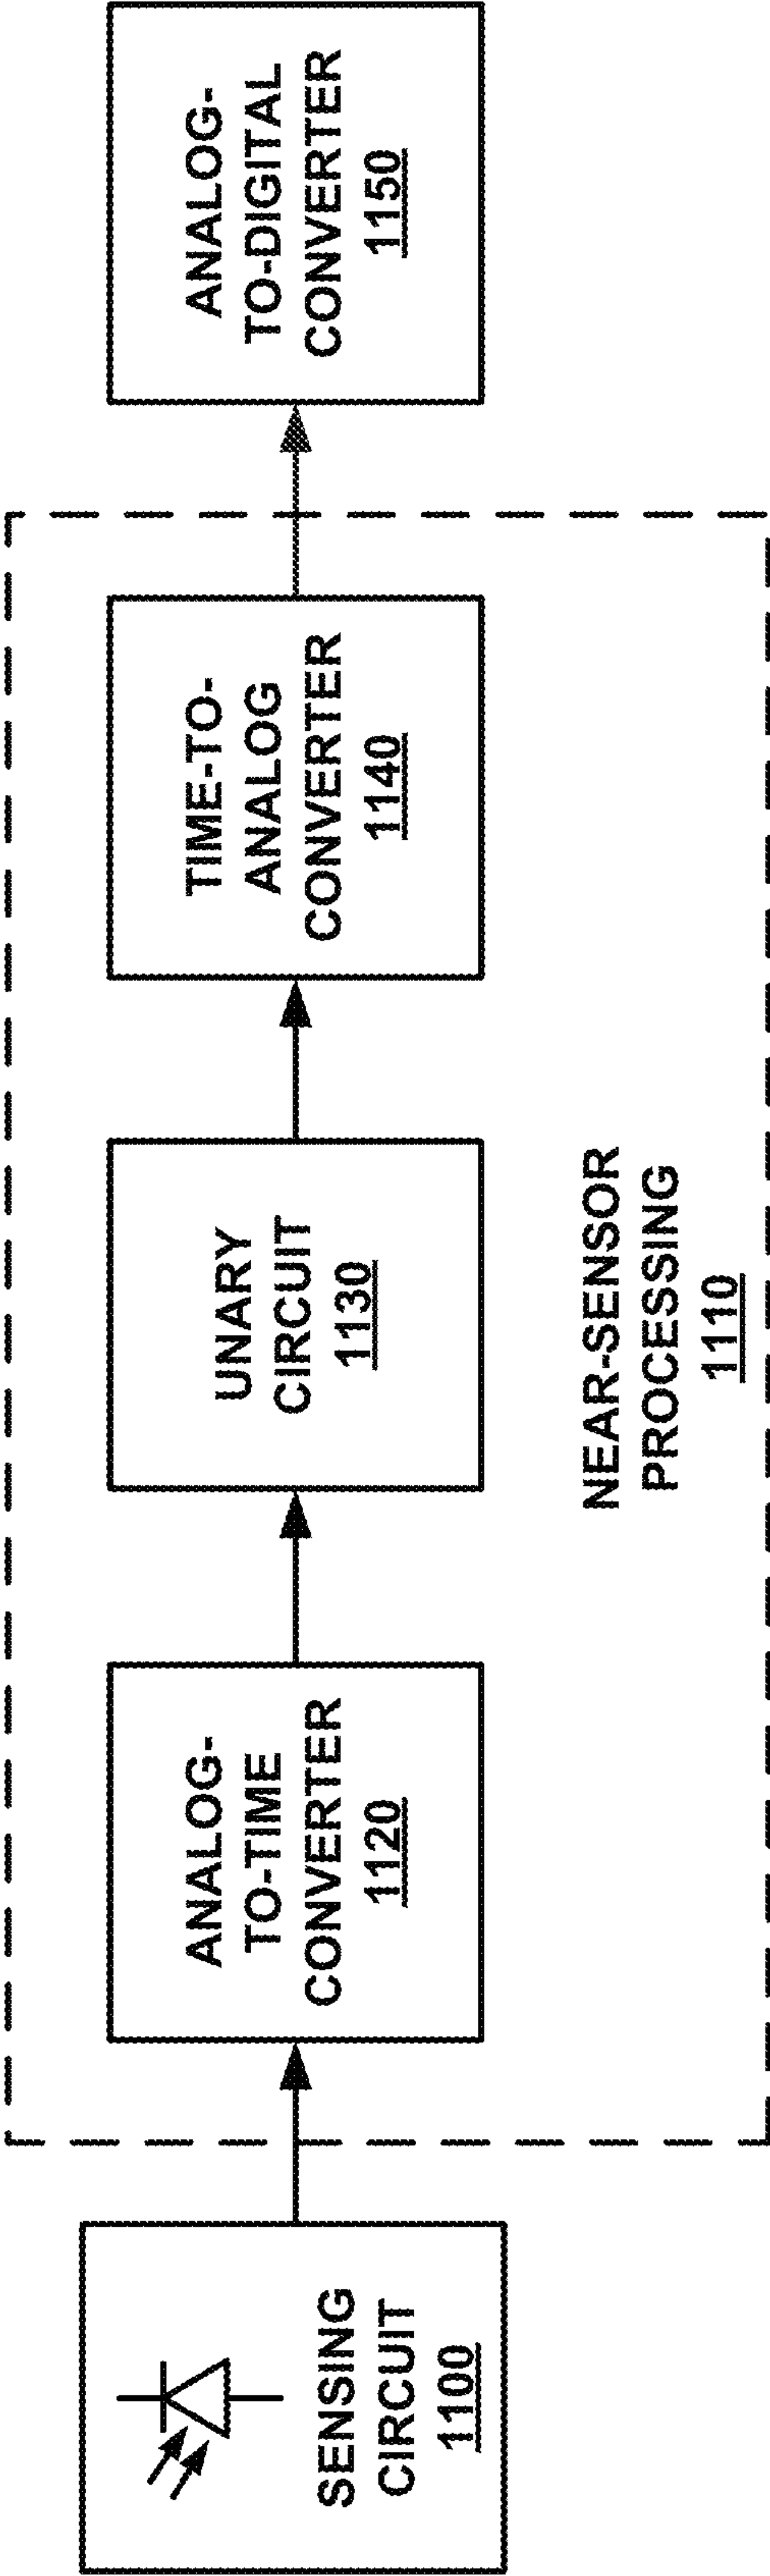 SENSING
CIRCUIT
1100
ANALOG-
TO-TIME
CONVERTER
1120
UNARY
CIRCUIT
1130
TIME-TO-
ANALOG
CONVERTER
1140
NEAR-SENSOR
PROCESSING
1110
ANALOG-
TO-DIGITAL
CONVERTER
1150